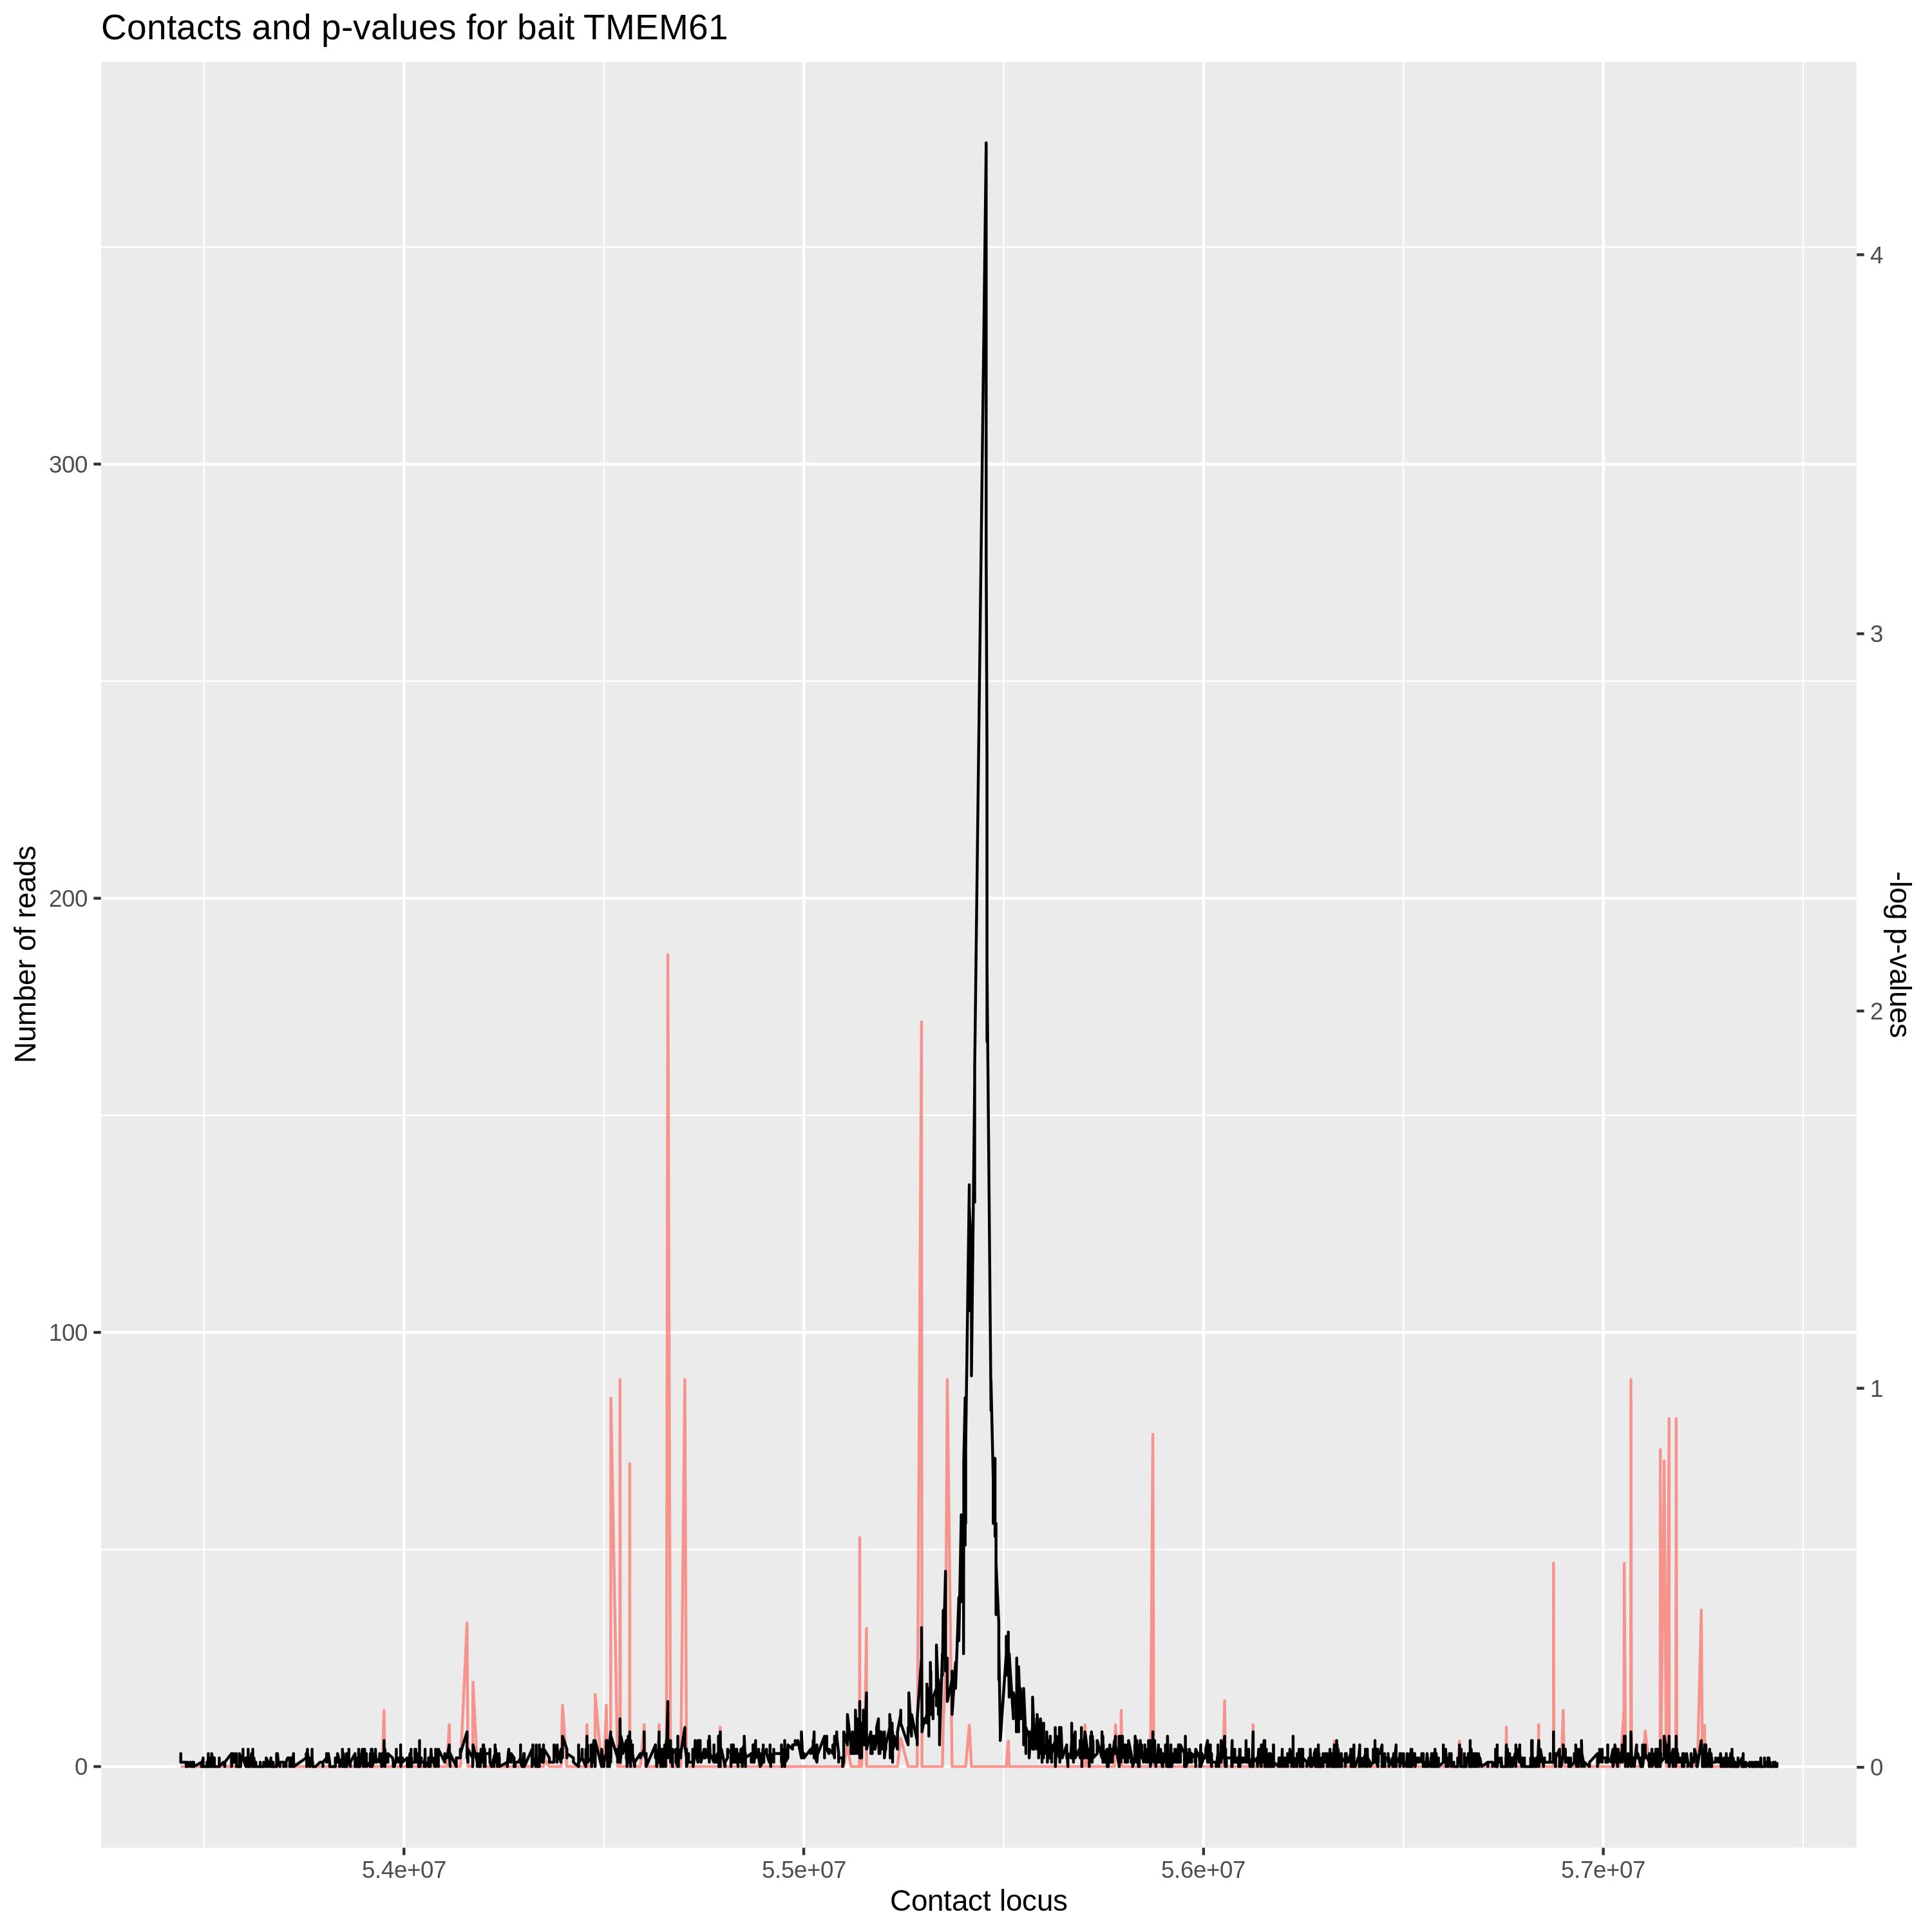 Contacts and p-values for bait TMEM61
Number of reads
300
200
100
0
4
3
2
1
0
-log p-values
5.4e+07
5.5e+07
5.6e+07
5.7e+07
Contact locus